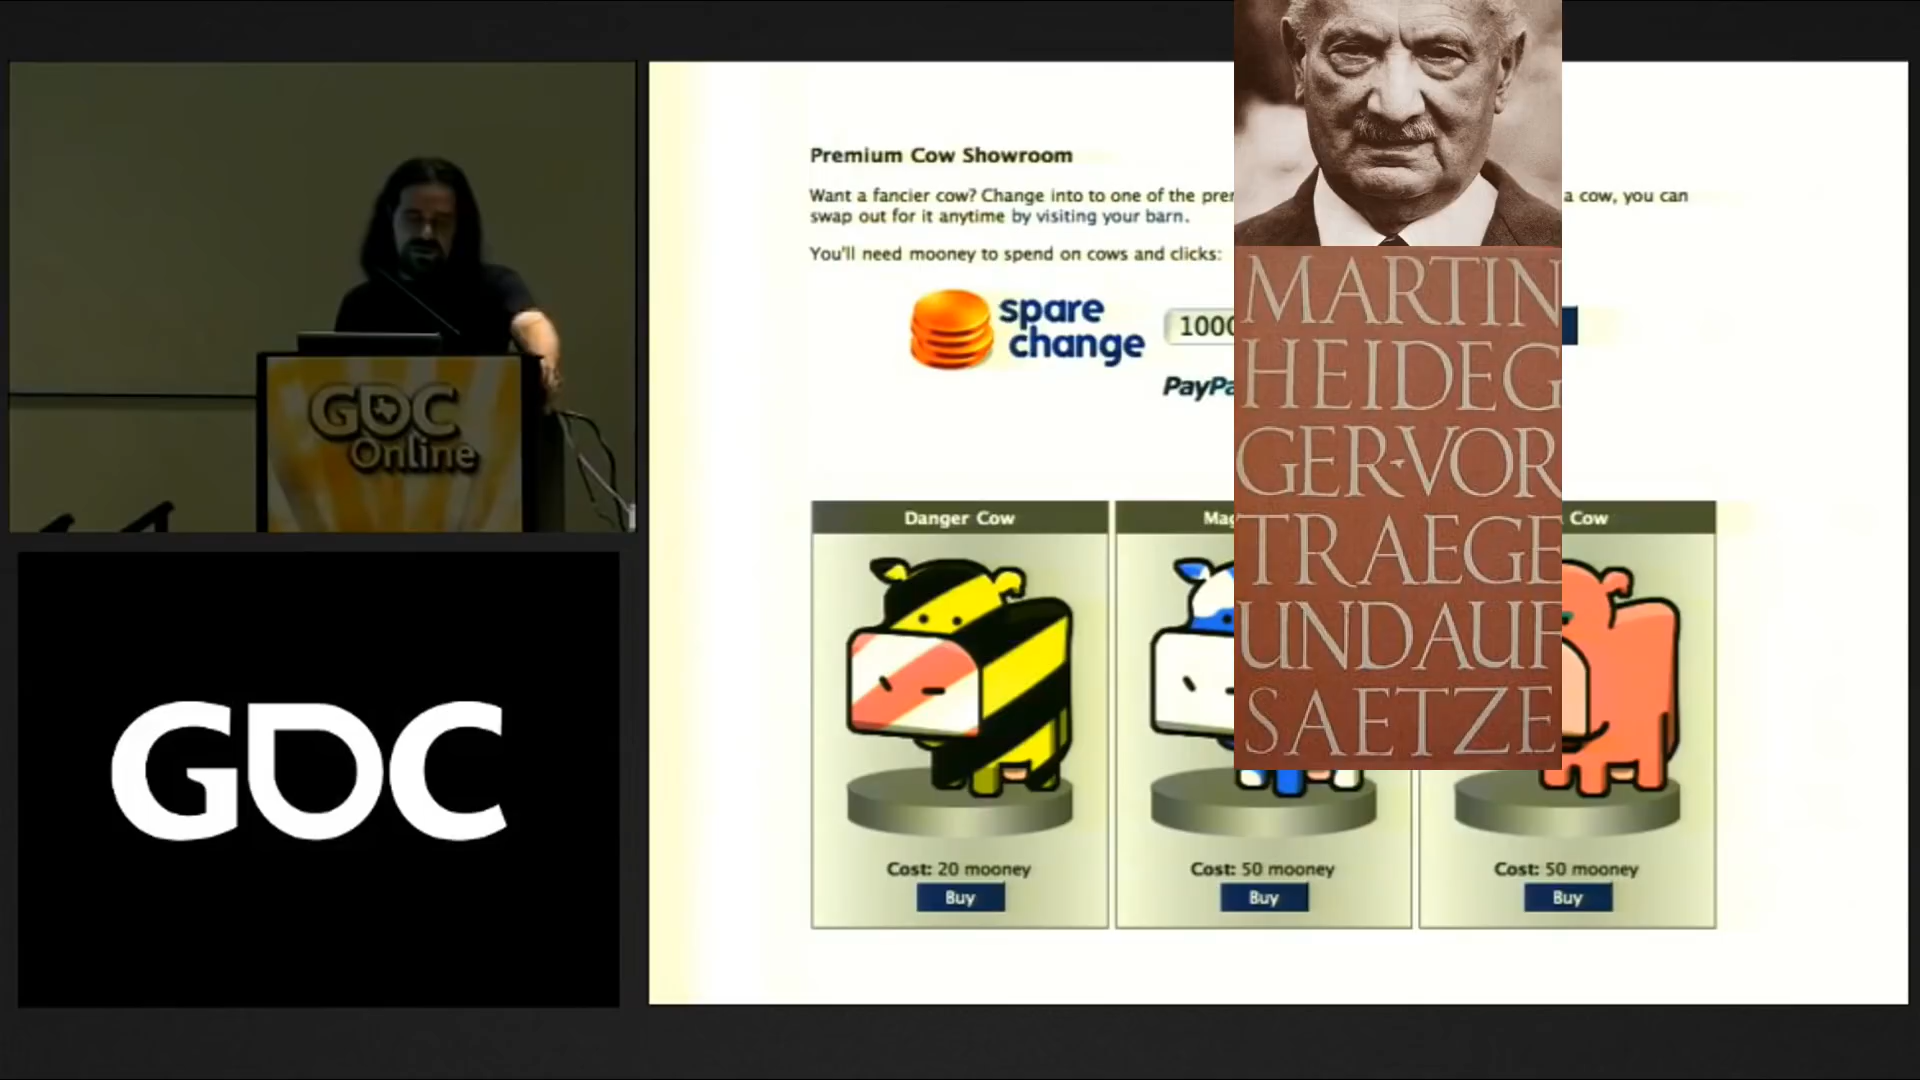 GDC
Online
GDC
Premium Cow Showroom
Want a fancier cow? Change into to one of the
a cow, you can
swap out for it anytime by visiting your barn.
You'll need mooney to spend on cows and clicks:
spare
change
1000
MARTIN
HEIDEG
GER·VOR
TRAEGE
UNDAUF
SAETZE
Danger Cow
Cow
Cost: 20 mooney
Buy
Cost: 50 mooney
Buy
Cost: 50 mooney
Buy